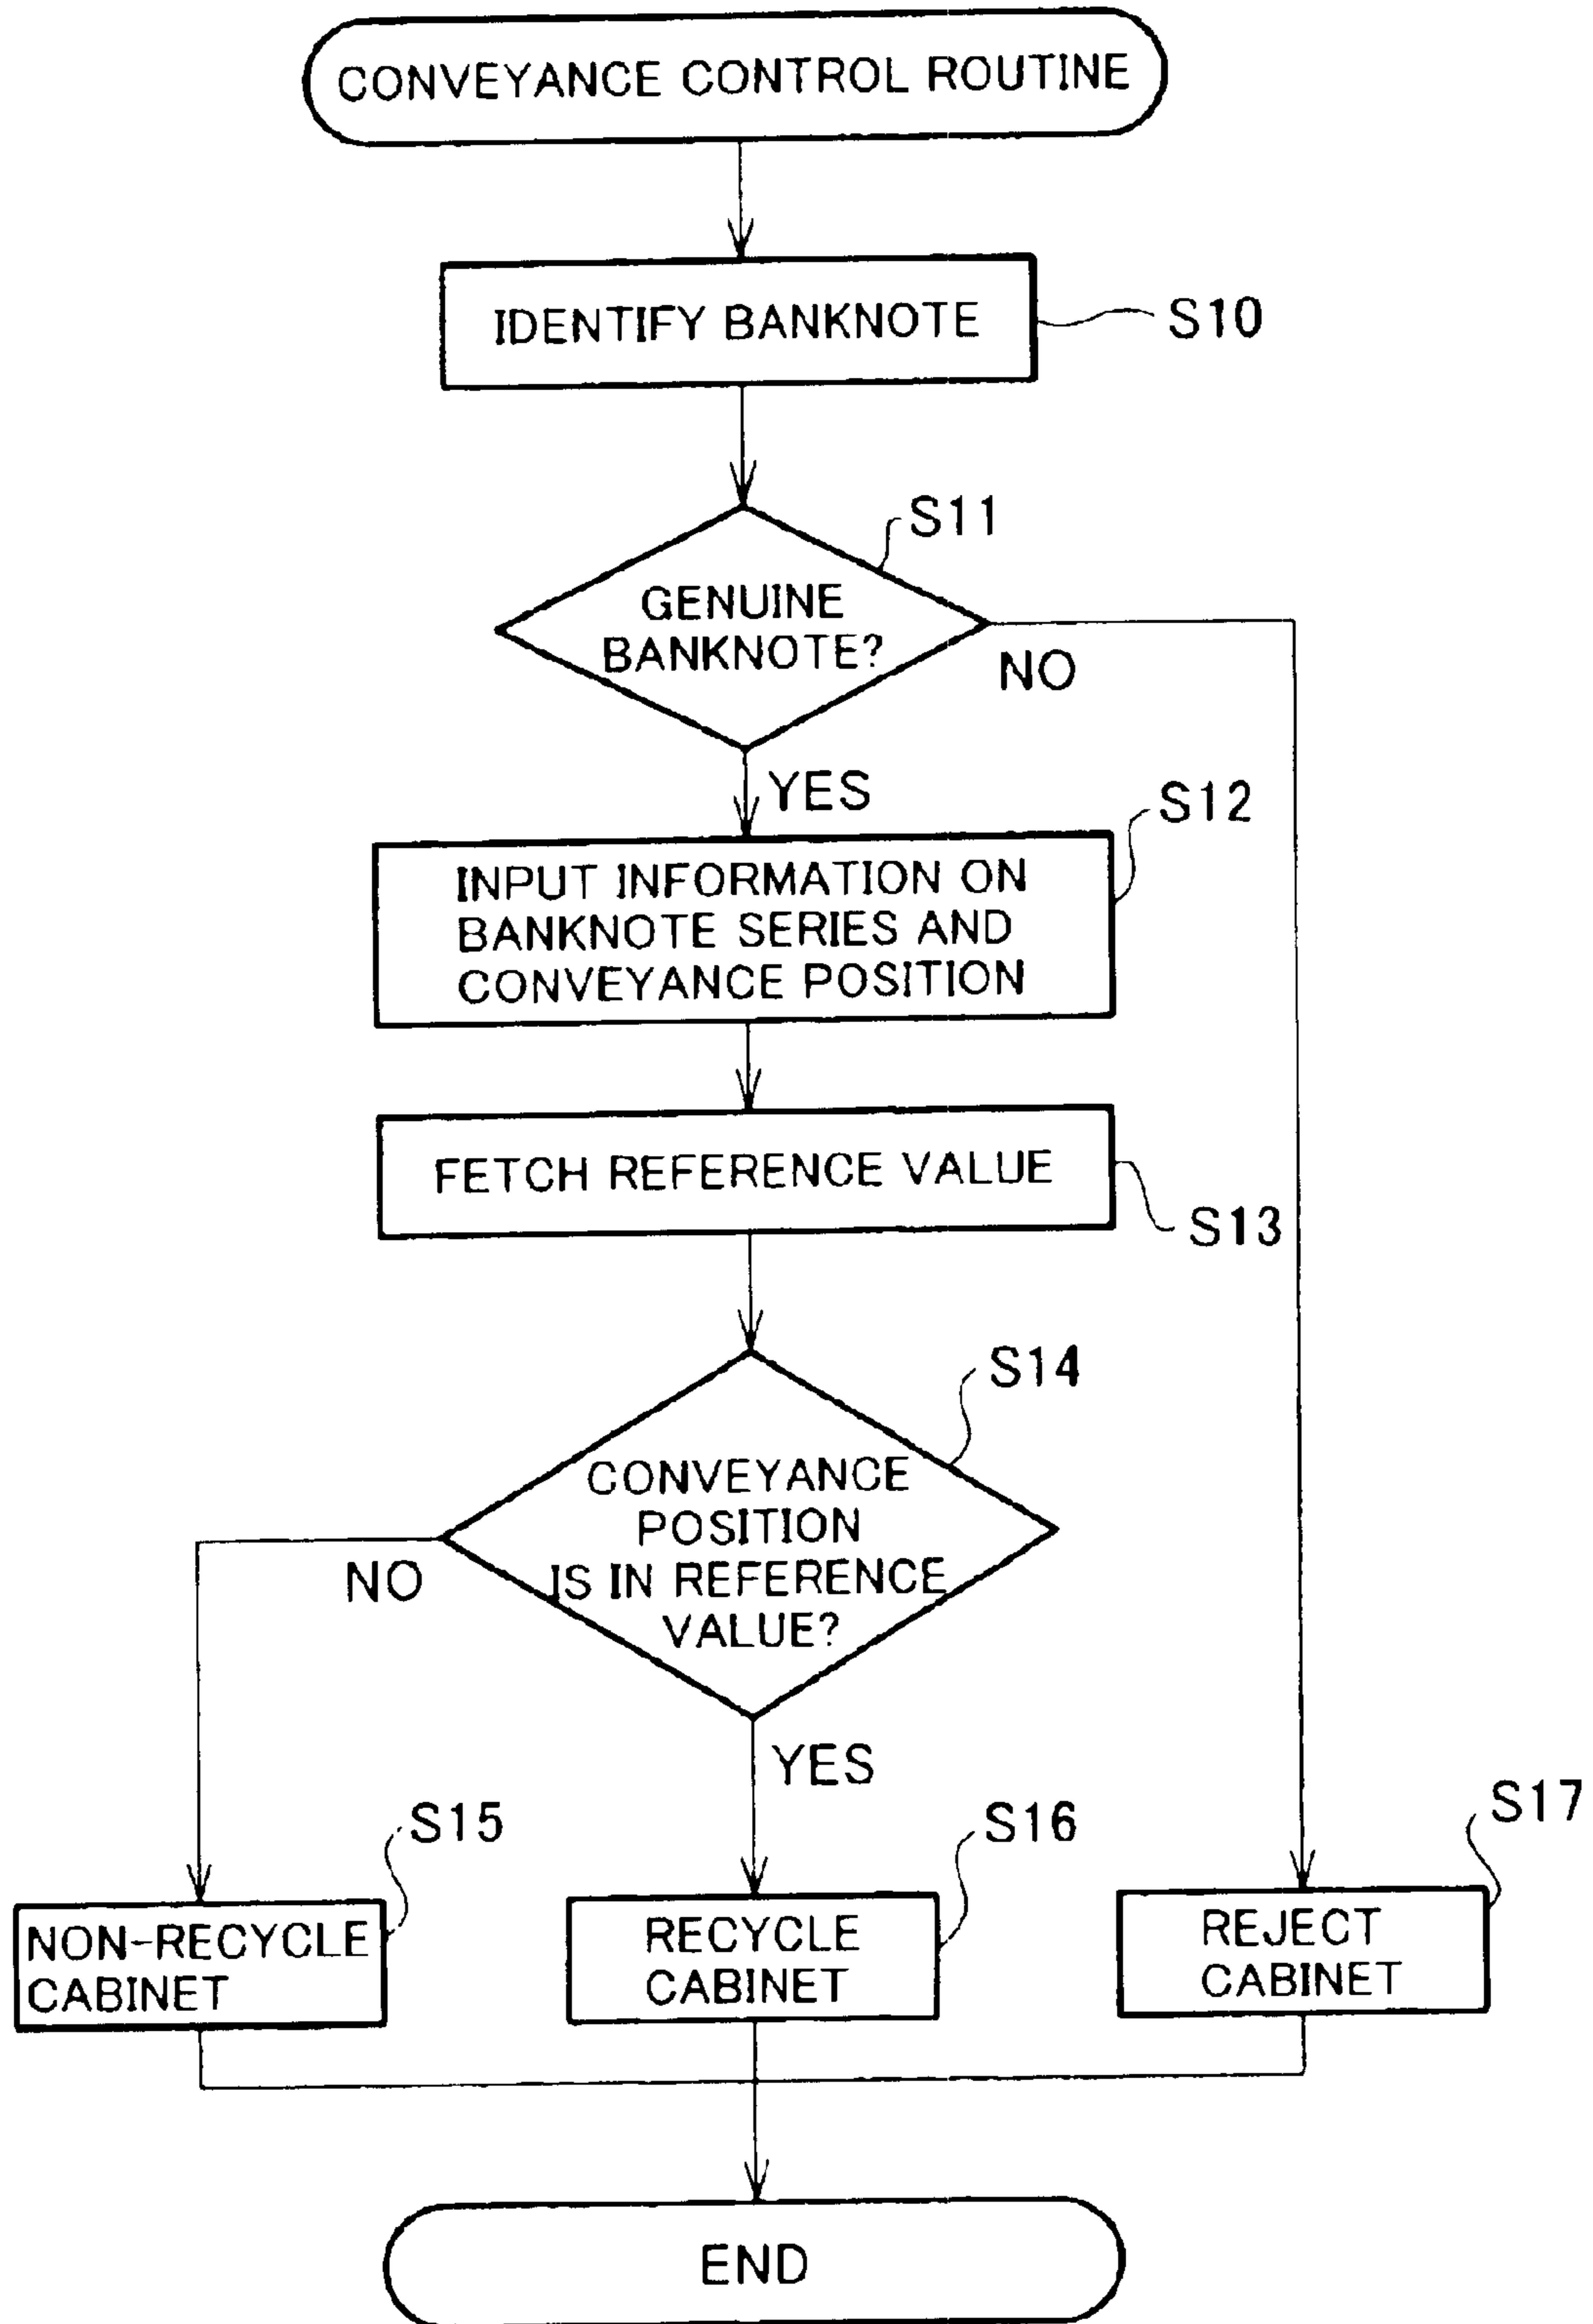 CONVEYANCE CONTROL ROUTINE
IDENTIFY BANKNOTE
S10
S11
GENUINE
BANKNOTE?
NO
YES
S12
INPUT INFORMATION ON
BANKNOTE SERIES AND
CONVEYANCE POSITION
FETCH REFERENCE VALUE
S13
S14
CONVEYANCE
POSITION
IS IN REFERENCE
VALUE?
NO
YES
S15
S16
S17
NON-RECYCLE
CABINET
RECYCLE
CABINET
REJECT
CABINET
END